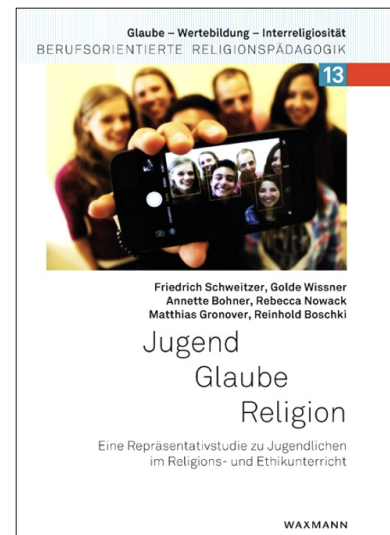 Glaube – Wertebildung – Interreligiosität
BERUFSORIENTIERTE RELIGIONSPÄDAGOGIK
13
Friedrich Schweitzer, Golde Wissner
Annette Bohner, Rebecca Nowack
Matthias Gronover, Reinhold Boschki
Jugend
Glaube
Religion
Eine Repräsentativstudie zu Jugendlichen
im Religions- und Ethikunterricht
WAXMANN